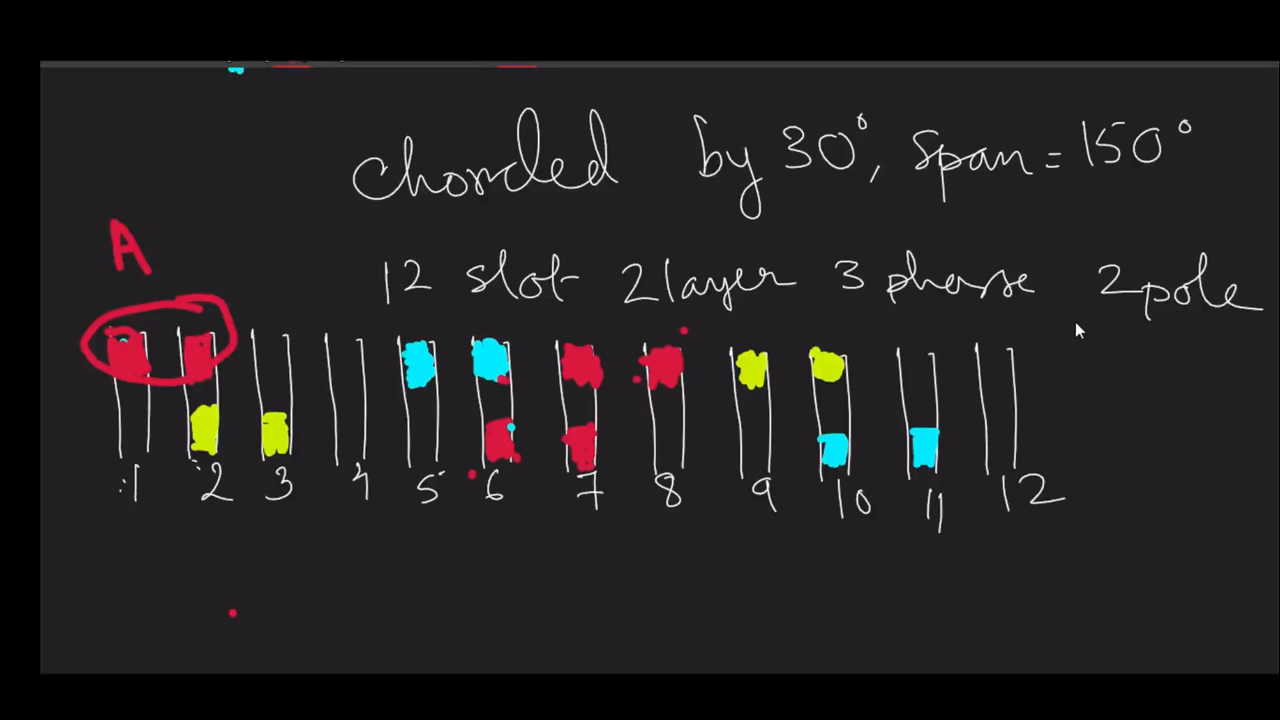 chorded by 30°, span = 150°
A
12 slot 2 layer 3 phase 2 pole
1 2 3 4 5 6 7 8 9 10 11 12